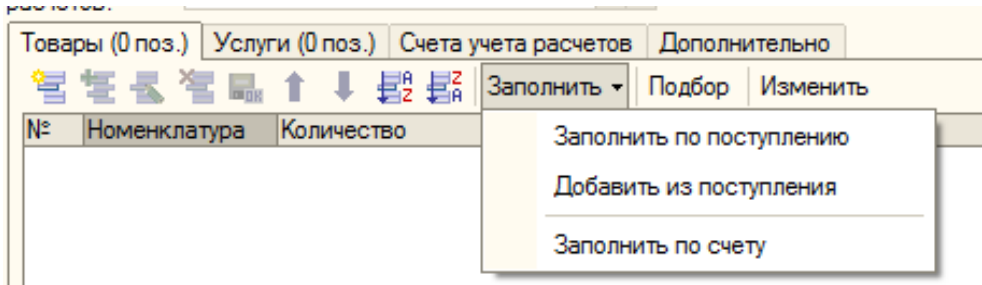 Товары (0 поз.) Услуги (0 поз.) Счета учета расчетов Дополнительно
Заполнить Подбор Изменить
№ Номенклатура Количество
Заполнить по поступлению
Добавить из поступления
Заполнить по счету